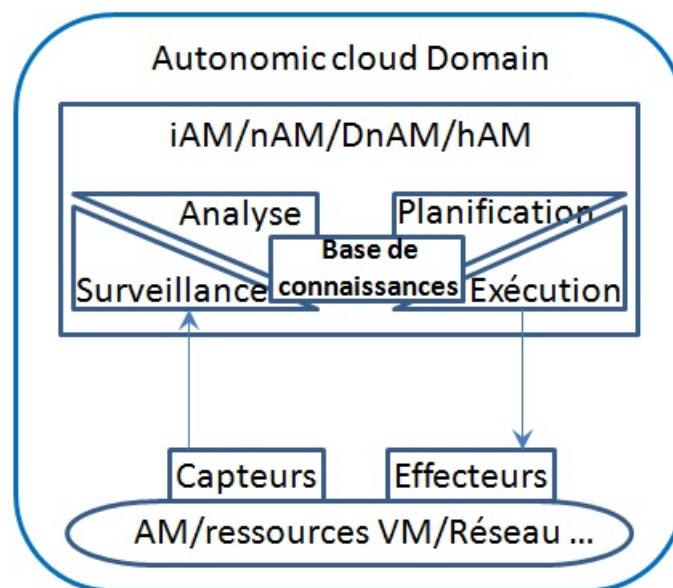 Autonomic cloud Domain
iAM/nAM/DnAM/hAM
Analyse
Planification
Base de
connaissances
Surveillance
Exécution
Capteurs
Effecteurs
AM/ressources VM/Réseau ...